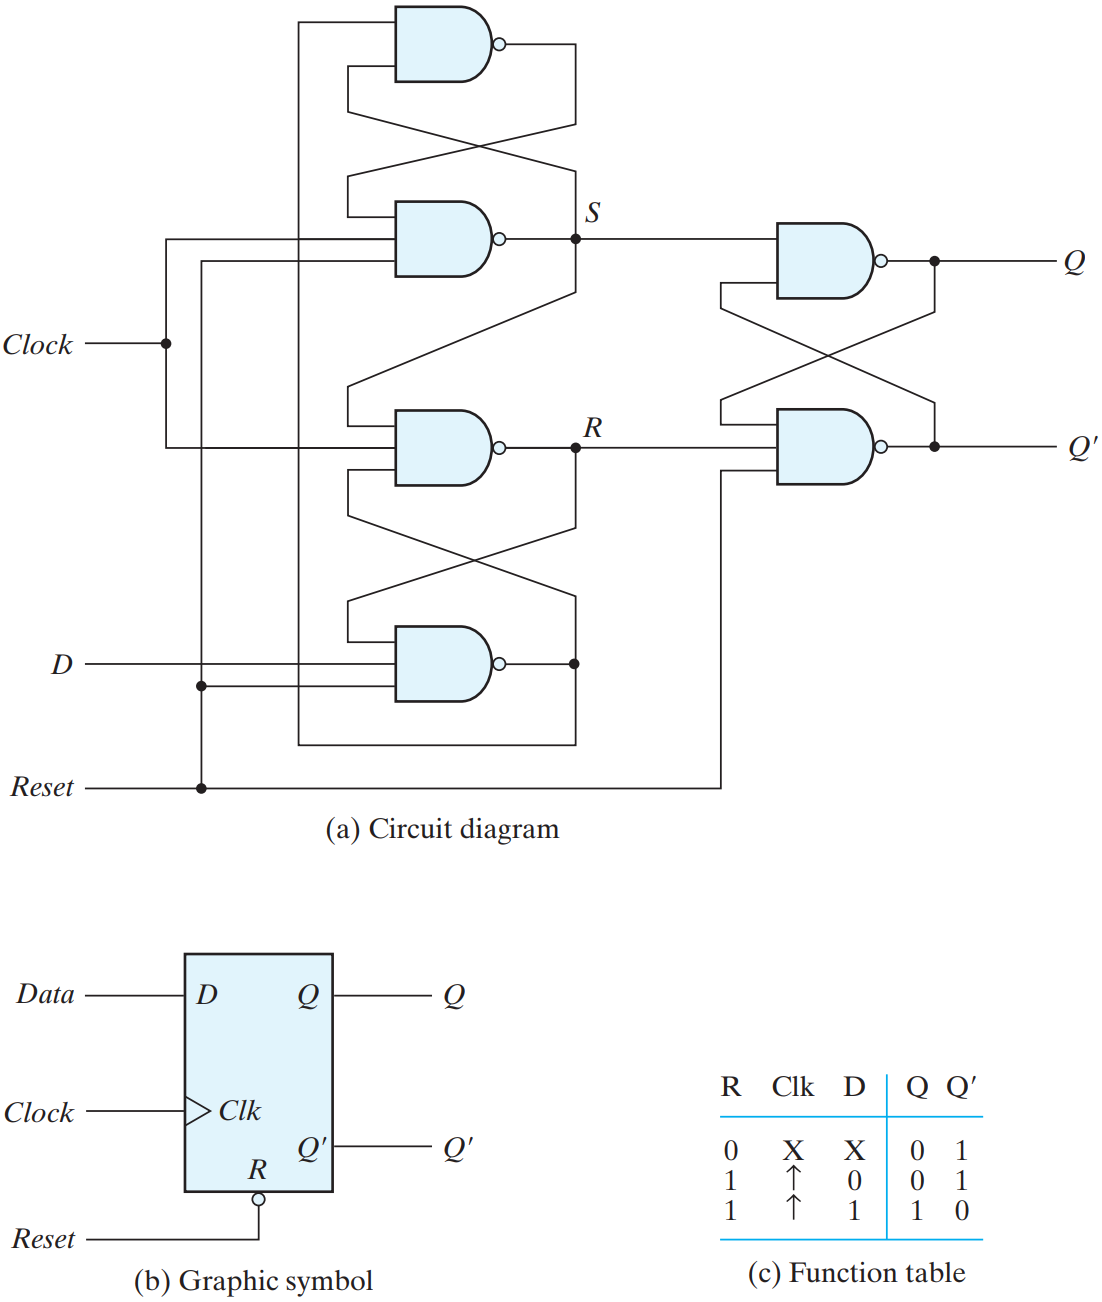 S
Q
Clock
R
Q′
D
Reset
(a) Circuit diagram
Data D Q Q
Clock Clk
Q′ Q′
R
Reset
(b) Graphic symbol
R Clk D Q Q′
0 X X 0 1
1 ↑ 0 0 1
1 ↑ 1 1 0
(c) Function table